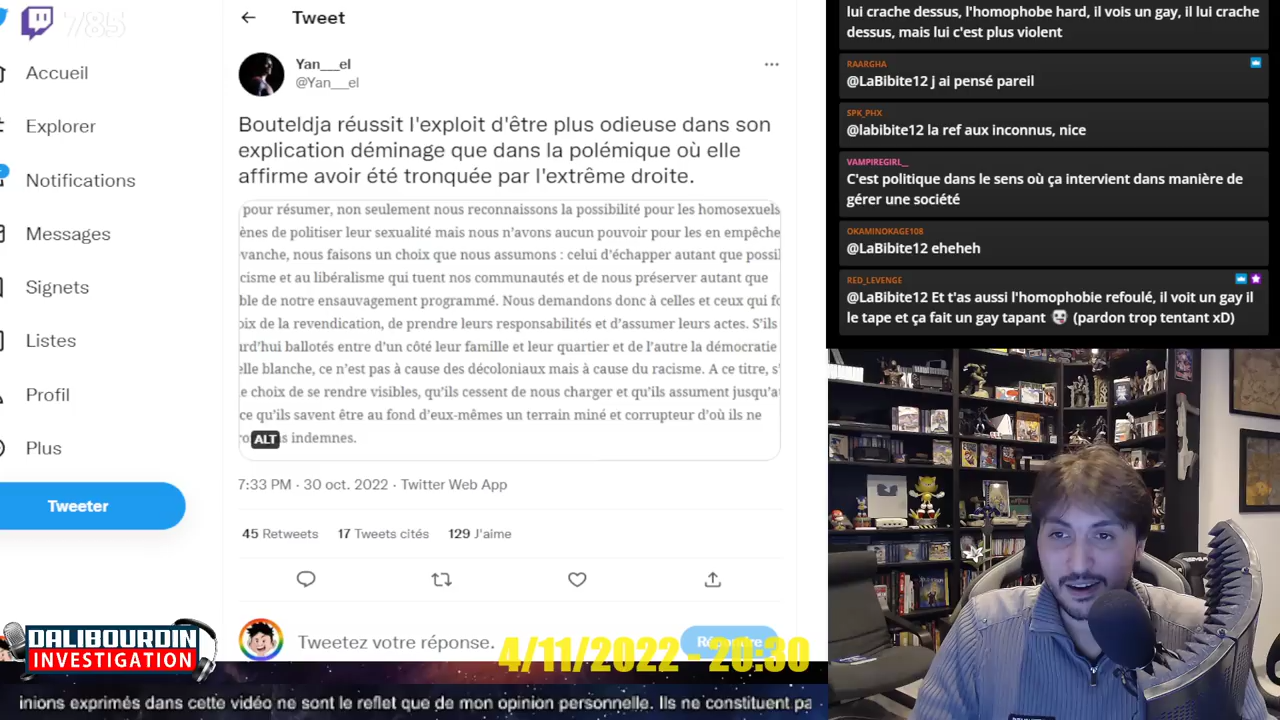 7785
Tweet
Accueil
Explorer
Notifications
Messages
Signets
Listes
Profil
Plus
Tweeter
Yan___el
@Yan___el
Bouteldja réussit l'exploit d'être plus odieuse dans son
explication déminage que dans la polémique où elle
affirme avoir été tronquée par l'extrême droite.
pour résumer, non seulement nous reconnaissons la possibilité pour les homosexuels
ènes de politiser leur sexualité mais nous n'avons aucun pouvoir pour les en empêche
vanche, nous faisons un choix que nous assumons : celui d'échapper autant que possil
cisme et au libéralisme qui tuent nos communautés et de nous préserver autant que
ble de notre ensauvagement programmé. Nous demandons donc à celles et ceux qui fo
oix de la revendication, de prendre leurs responsabilités et d'assumer leurs actes. S'ils
urd'hui ballotés entre d'un côté leur famille et leur quartier et de l'autre la démocratie
elle blanche, ce n'est pas à cause des décoloniaux mais à cause du racisme. A ce titre, s'
e choix de se rendre visibles, qu'ils cessent de nous charger et qu'ils assument jusqu'au
ce qu'ils savent être au fond d'eux-mêmes un terrain miné et corrupteur d'où ils ne
ALT s indemnes.
7:33 PM · 30 oct. 2022 · Twitter Web App
45 Retweets 17 Tweets cités 129 J'aime
Tweetez votre réponse.
Répondre
4/11/2022 - 20:30
DALIBOURDIN
INVESTIGATION
inions exprimés dans cette vidéo ne sont le reflet que de mon opinion personnelle. Ils ne constituent pa
lui crache dessus, l'homophobe hard, il vois un gay, il lui crache
dessus, mais lui c'est plus violent
RAARGHA
@LaBibite12 j ai pensé pareil
SPK_PHX
@labibite12 la ref aux inconnus, nice
VAMPIREGIRL__
C'est politique dans le sens où ça intervient dans manière de
gérer une société
OKAMINOKAGE108
@LaBibite12 eheheh
RED_LEVENGE
@LaBibite12 Et t'as aussi l'homophobie refoulé, il voit un gay il
le tape et ça fait un gay tapant (pardon trop tentant xD)